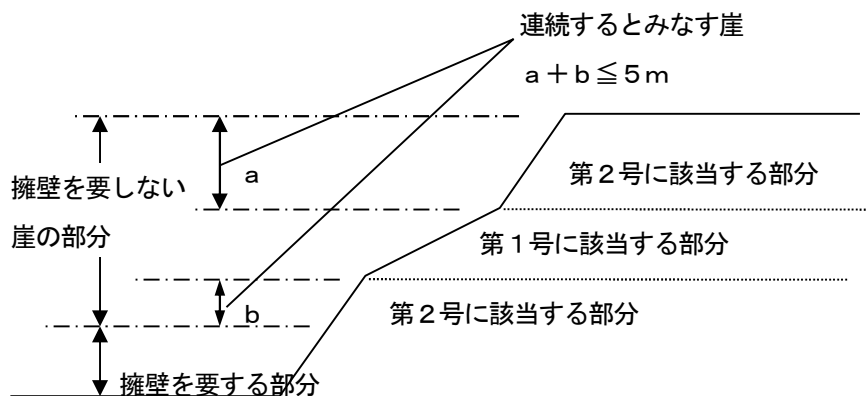 連続するとみなす崖
a+b≦5m
擁壁を要しない
崖の部分
a
第2号に該当する部分
第1号に該当する部分
b
第2号に該当する部分
擁壁を要する部分